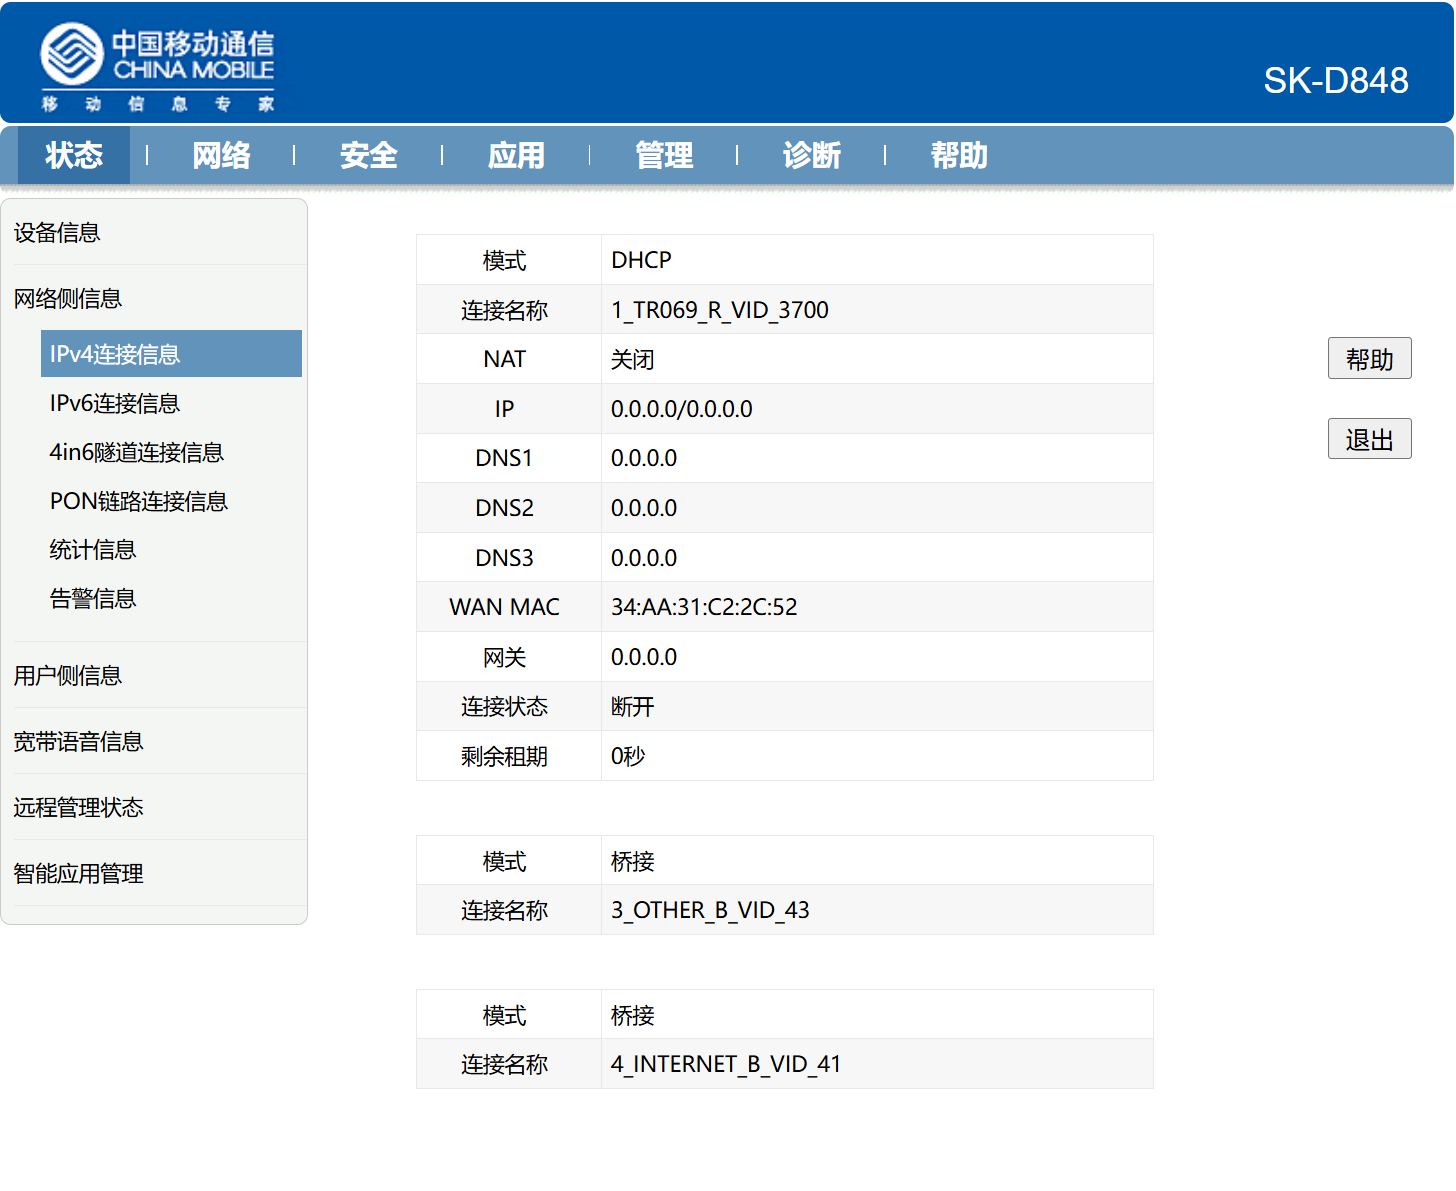 中国移动通信
CHINA MOBILE
移动信息专家
SK-D848
状态 | 网络 | 安全 | 应用 | 管理 | 诊断 | 帮助
设备信息
网络侧信息
IPv4连接信息
IPv6连接信息
4in6隧道连接信息
PON链路连接信息
统计信息
告警信息
用户侧信息
宽带语音信息
远程管理状态
智能应用管理
模式 DHCP
连接名称 1_TR069_R_VID_3700
NAT 关闭
IP 0.0.0.0/0.0.0.0
DNS1 0.0.0.0
DNS2 0.0.0.0
DNS3 0.0.0.0
WAN MAC 34:AA:31:C2:2C:52
网关 0.0.0.0
连接状态 断开
剩余租期 0秒
模式 桥接
连接名称 3_OTHER_B_VID_43
模式 桥接
连接名称 4_INTERNET_B_VID_41
帮助
退出